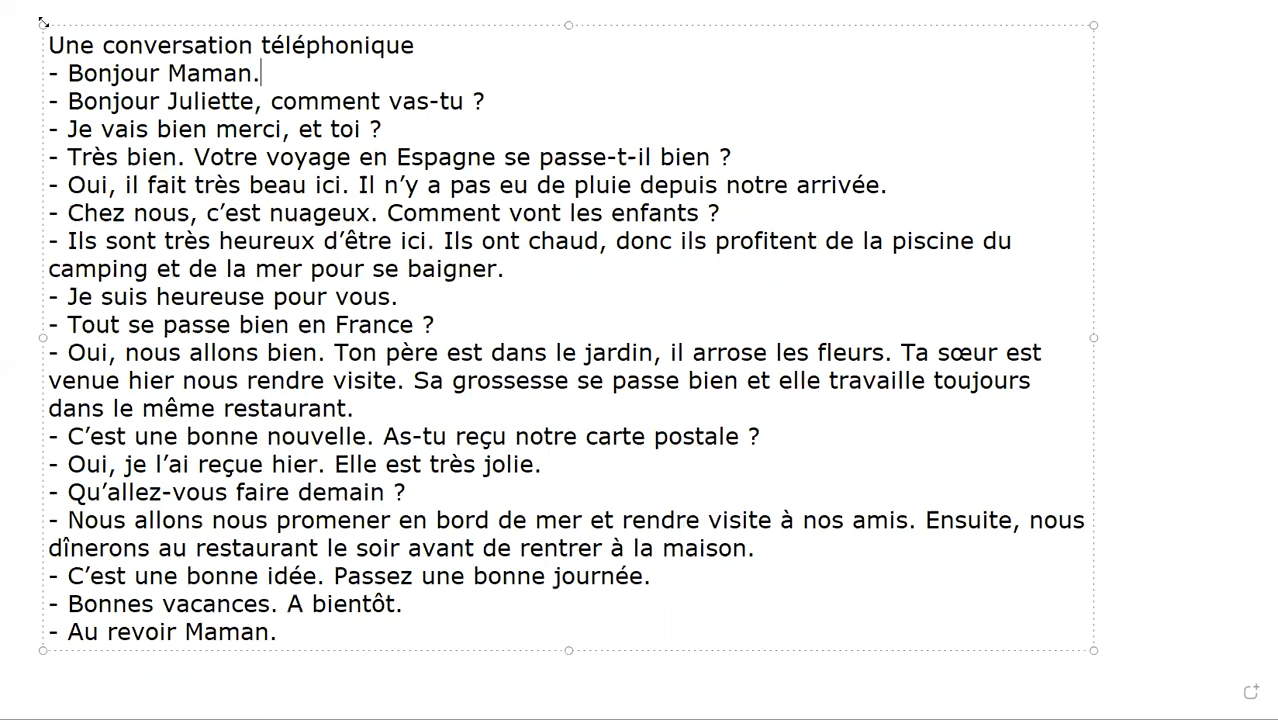 Une conversation téléphonique
- Bonjour Maman.
- Bonjour Juliette, comment vas-tu ?
- Je vais bien merci, et toi ?
- Très bien. Votre voyage en Espagne se passe-t-il bien ?
- Oui, il fait très beau ici. Il n’y a pas eu de pluie depuis notre arrivée.
- Chez nous, c’est nuageux. Comment vont les enfants ?
- Ils sont très heureux d’être ici. Ils ont chaud, donc ils profitent de la piscine du
camping et de la mer pour se baigner.
- Je suis heureuse pour vous.
- Tout se passe bien en France ?
- Oui, nous allons bien. Ton père est dans le jardin, il arrose les fleurs. Ta sœur est
venue hier nous rendre visite. Sa grossesse se passe bien et elle travaille toujours
dans le même restaurant.
- C’est une bonne nouvelle. As-tu reçu notre carte postale ?
- Oui, je l’ai reçue hier. Elle est très jolie.
- Qu’allez-vous faire demain ?
- Nous allons nous promener en bord de mer et rendre visite à nos amis. Ensuite, nous
dînerons au restaurant le soir avant de rentrer à la maison.
- C’est une bonne idée. Passez une bonne journée.
- Bonnes vacances. A bientôt.
- Au revoir Maman.